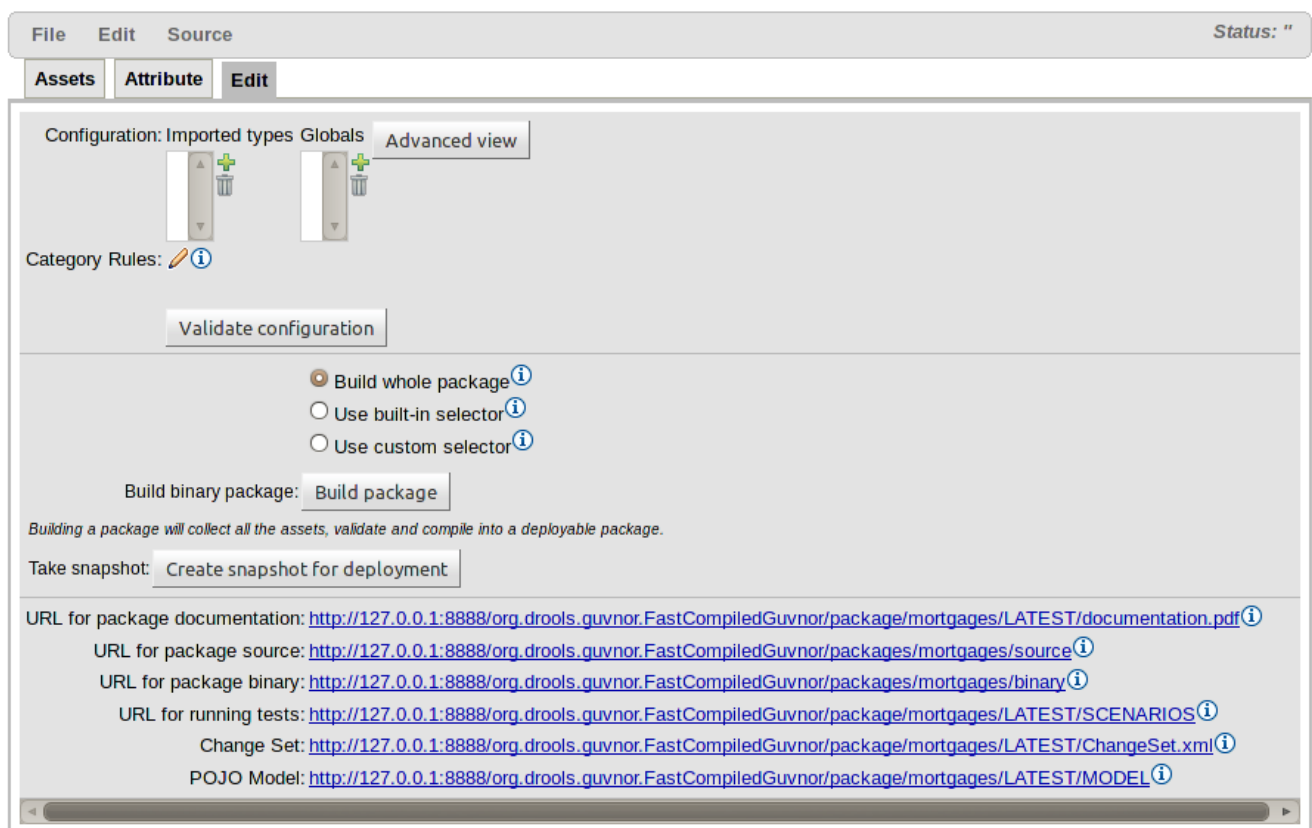 File Edit Source Status: "
Assets Attribute Edit
Configuration: Imported types Globals Advanced view
Category Rules:
Validate configuration
Build whole package
Use built-in selector
Use custom selector
Build binary package: Build package
Building a package will collect all the assets, validate and compile into a deployable package.
Take snapshot: Create snapshot for deployment
URL for package documentation: http://127.0.0.1:8888/org.drools.guvnor.FastCompiledGuvnor/package/mortgages/LATEST/documentation.pdf
URL for package source: http://127.0.0.1:8888/org.drools.guvnor.FastCompiledGuvnor/packages/mortgages/source
URL for package binary: http://127.0.0.1:8888/org.drools.guvnor.FastCompiledGuvnor/packages/mortgages/binary
URL for running tests: http://127.0.0.1:8888/org.drools.guvnor.FastCompiledGuvnor/package/mortgages/LATEST/SCENARIOS
Change Set: http://127.0.0.1:8888/org.drools.guvnor.FastCompiledGuvnor/package/mortgages/LATEST/ChangeSet.xml
POJO Model: http://127.0.0.1:8888/org.drools.guvnor.FastCompiledGuvnor/package/mortgages/LATEST/MODEL